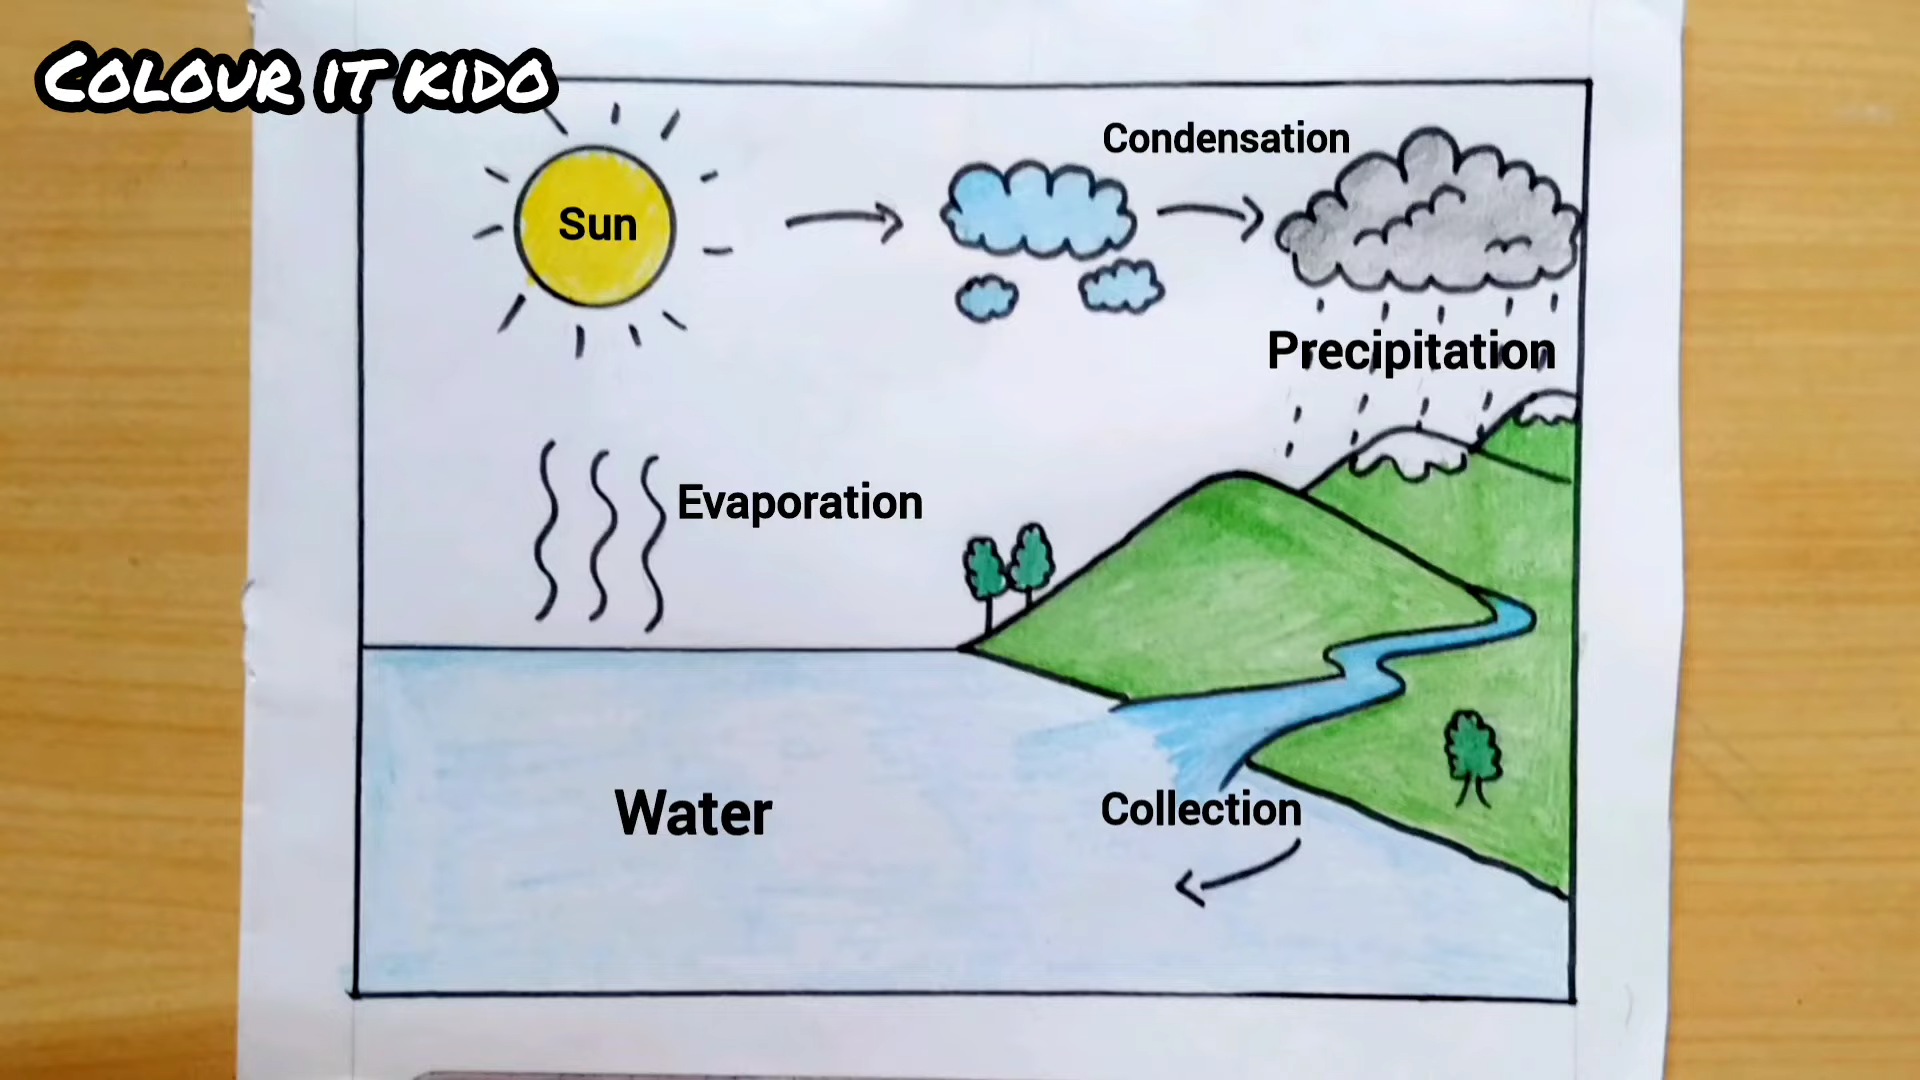 COLOUR IT KIDO
Condensation
Sun
Precipitation
Evaporation
Water
Collection